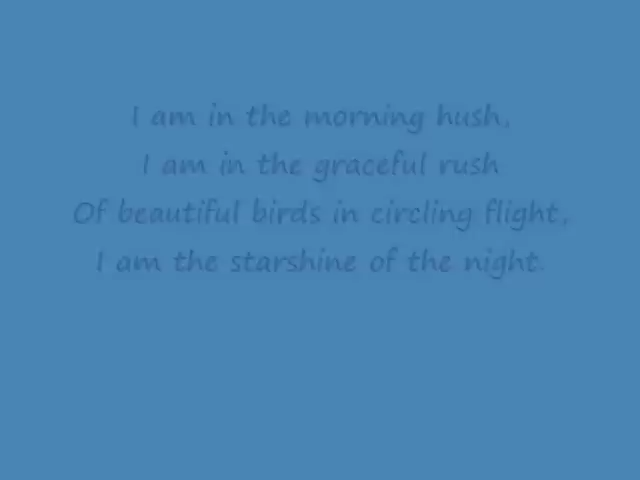 I am in the morning hush,
I am in the graceful rush
Of beautiful birds in circling flight,
I am the starshine of the night.